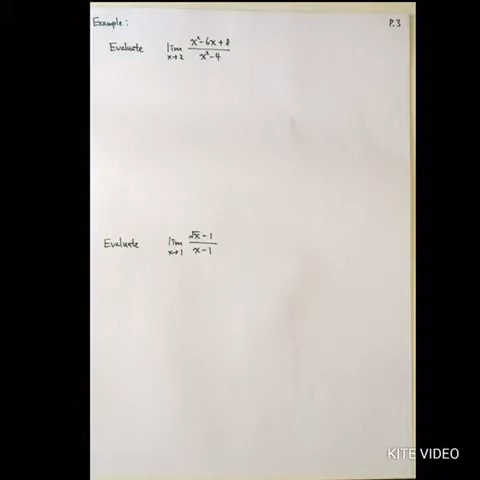 Example: P.3
Evaluate lim x→2 x²-6x+8 / x²-4
Evaluate lim x→1 √x-1 / x-1
KITE VIDEO